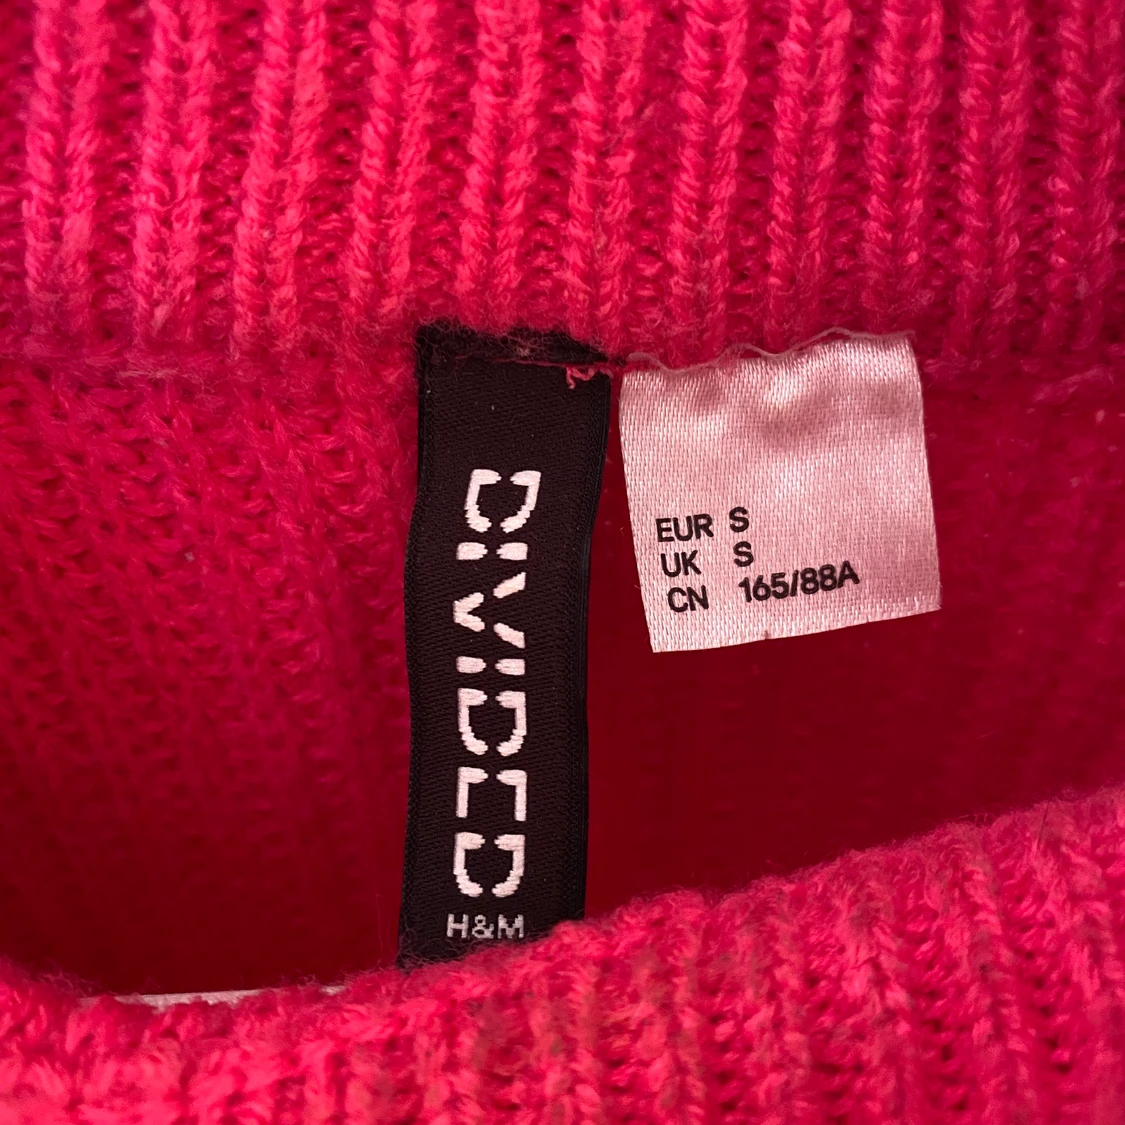 DIVIDED
H&M
EUR S
UK S
CN 165/88A